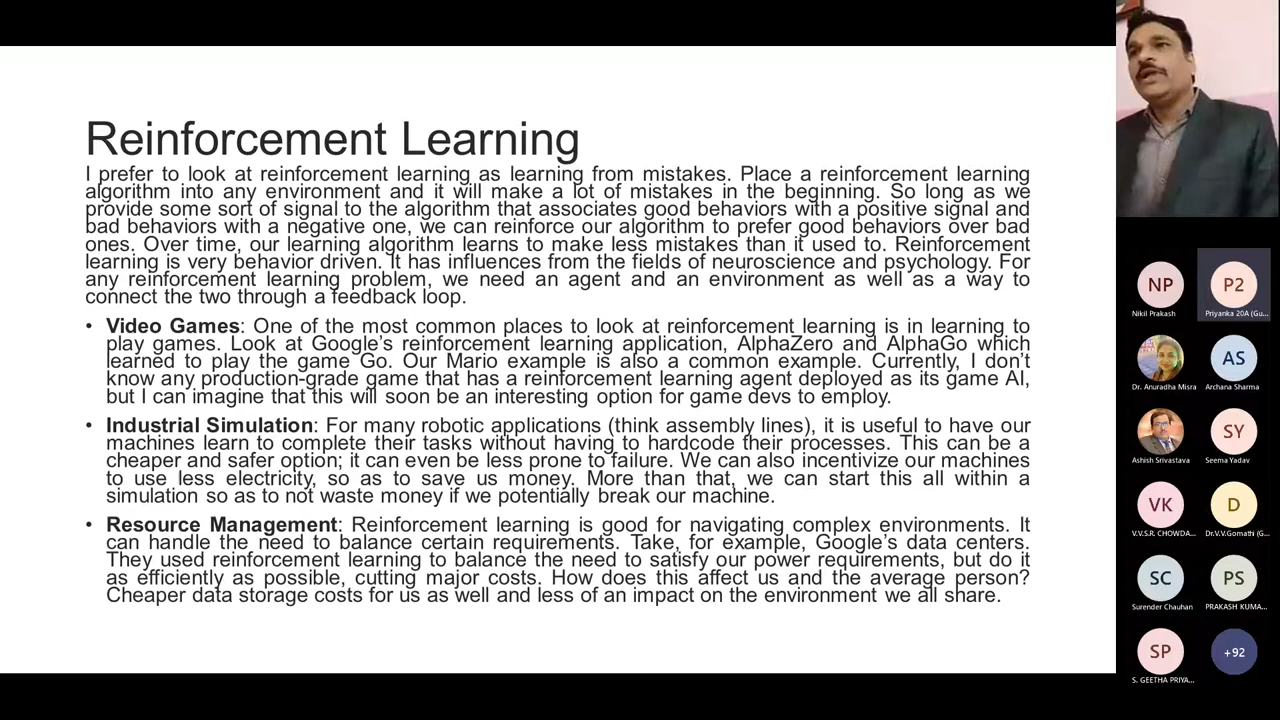 Reinforcement Learning
I prefer to look at reinforcement learning as learning from mistakes. Place a reinforcement learning
algorithm into any environment and it will make a lot of mistakes in the beginning. So long as we
provide some sort of signal to the algorithm that associates good behaviors with a positive signal and
bad behaviors with a negative one, we can reinforce our algorithm to prefer good behaviors over bad
ones. Over time, our learning algorithm learns to make less mistakes than it used to. Reinforcement
learning is very behavior driven. It has influences from the fields of neuroscience and psychology. For
any reinforcement learning problem, we need an agent and an environment as well as a way to
connect the two through a feedback loop.
• Video Games: One of the most common places to look at reinforcement learning is in learning to
play games. Look at Google's reinforcement learning application, AlphaZero and AlphaGo which
learned to play the game Go. Our Mario example is also a common example. Currently, I don't
know any production-grade game that has a reinforcement learning agent deployed as its game AI,
but I can imagine that this will soon be an interesting option for game devs to employ.
• Industrial Simulation: For many robotic applications (think assembly lines), it is useful to have our
machines learn to complete their tasks without having to hardcode their processes. This can be a
cheaper and safer option; it can even be less prone to failure. We can also incentivize our machines
to use less electricity, so as to save us money. More than that, we can start this all within a
simulation so as to not waste money if we potentially break our machine.
• Resource Management: Reinforcement learning is good for navigating complex environments. It
can handle the need to balance certain requirements. Take, for example, Google's data centers.
They used reinforcement learning to balance the need to satisfy our power requirements, but do it
as efficiently as possible, cutting major costs. How does this affect us and the average person?
Cheaper data storage costs for us as well and less of an impact on the environment we all share.
NP
Nikil Prakash
P2
Priyanka 20A (Gu...
Dr. Anuradha Misra
AS
Archana Sharma
Ashish Srivastava
SY
Seema Yadav
VK
V.V.S.R. CHOWDA...
D
Dr.V.V.Gomathi (G...
SC
Surender Chauhan
PS
PRAKASH KUMA...
SP
S. GEETHA PRIYA...
+92